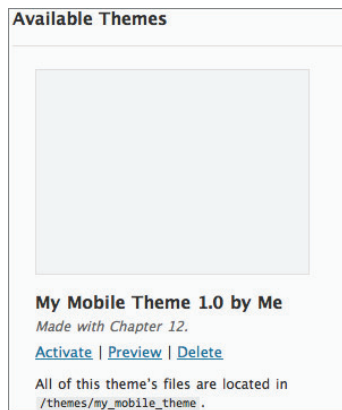 Available Themes
My Mobile Theme 1.0 by Me
Made with Chapter 12.
Activate | Preview | Delete
All of this theme's files are located in
/themes/my_mobile_theme .